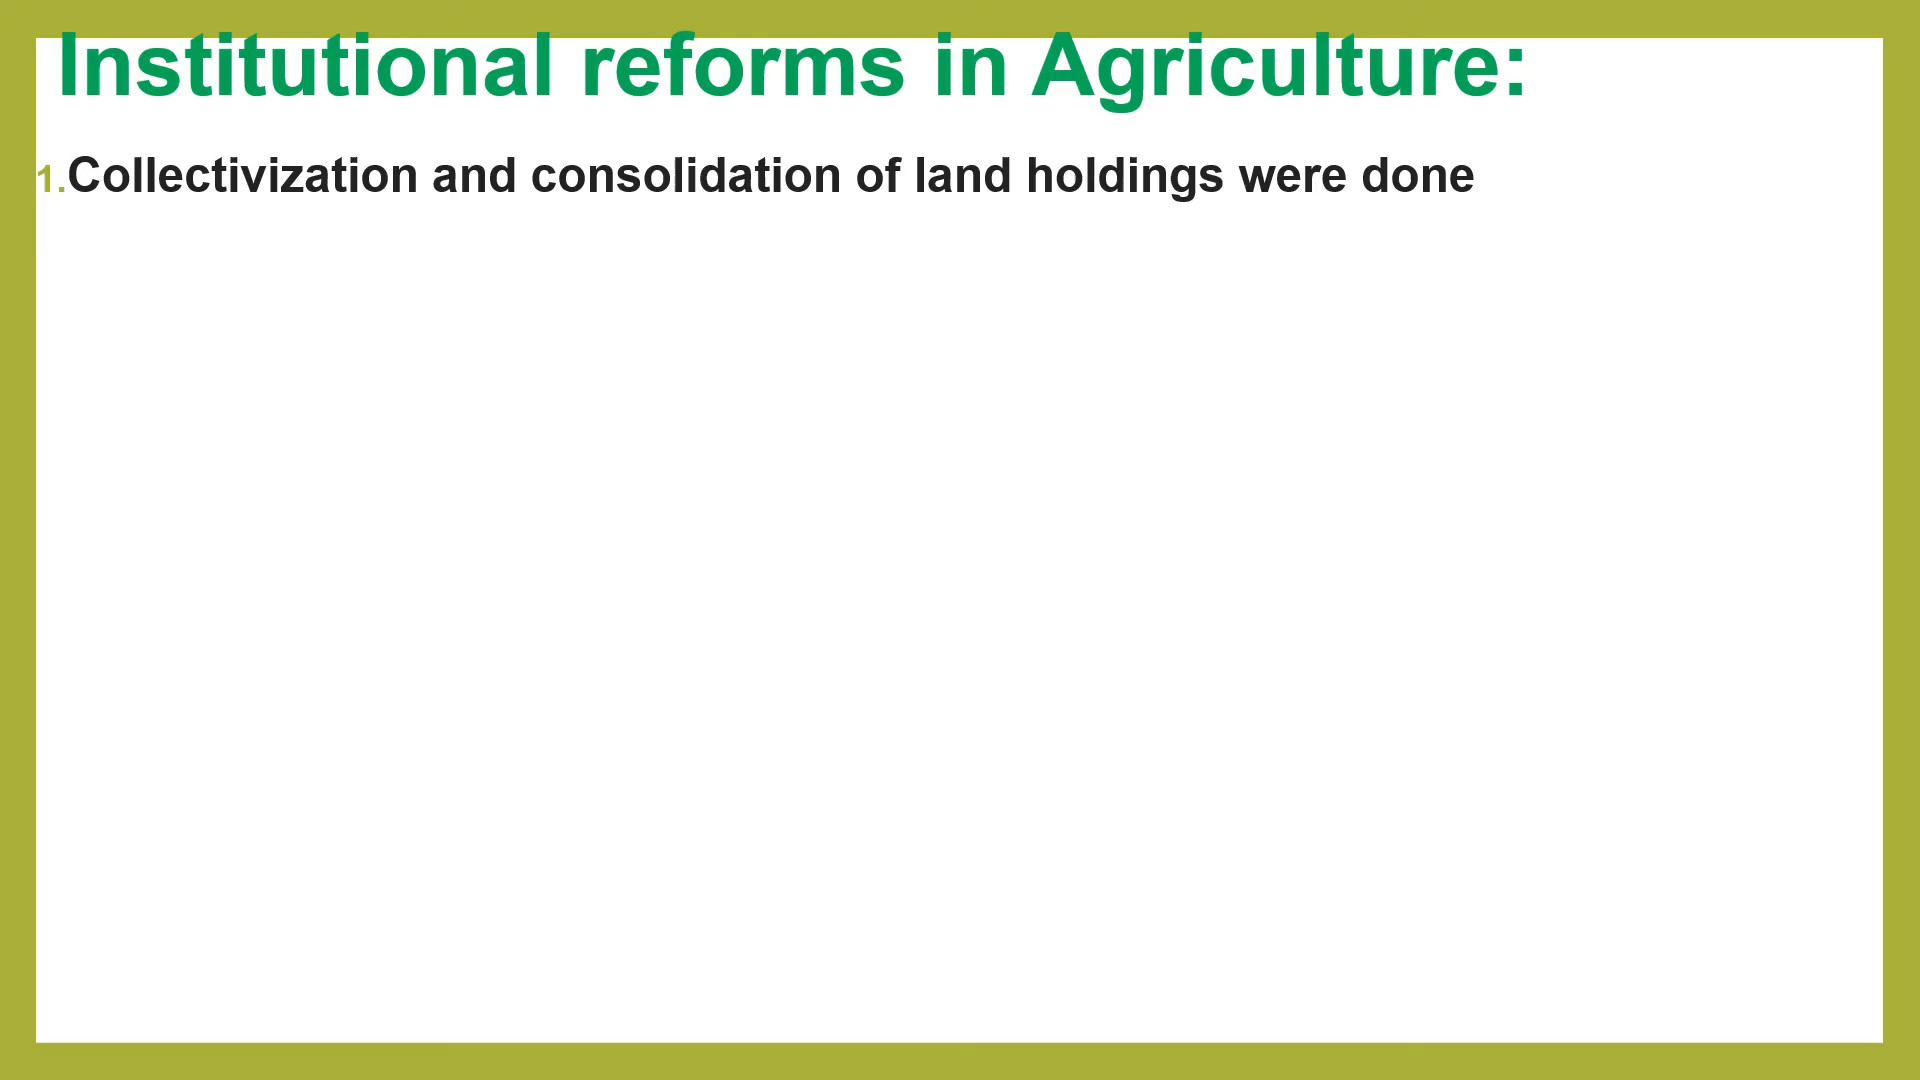 Institutional reforms in Agriculture:
1.Collectivization and consolidation of land holdings were done